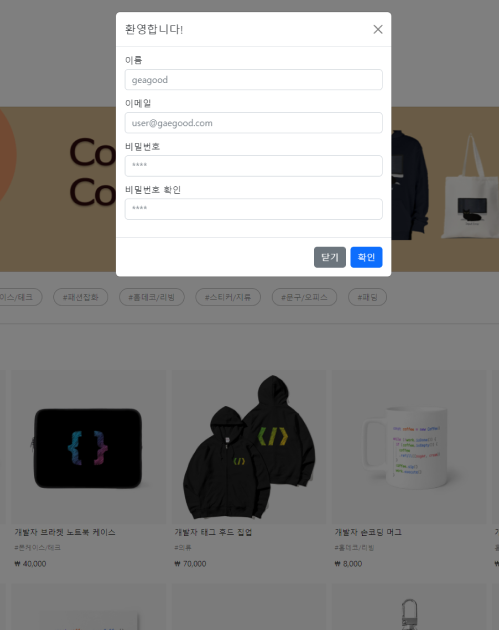 환영합니다!
이름
geagood
이메일
user@gaegood.com
비밀번호
****
비밀번호 확인
****
닫기
확인
Co
Co
이스/테크
#패션잡화
#홈데코/리빙
#스티커/지류
#문구/오피스
#패딩
{ }
</>
</>
개발자 브라켓 노트북 케이스
개발자 태그 후드 집업
개발자 손코딩 머그
#폰케이스/테크
#의류
#홈데코/리빙
₩ 40,000
₩ 70,000
₩ 8,000